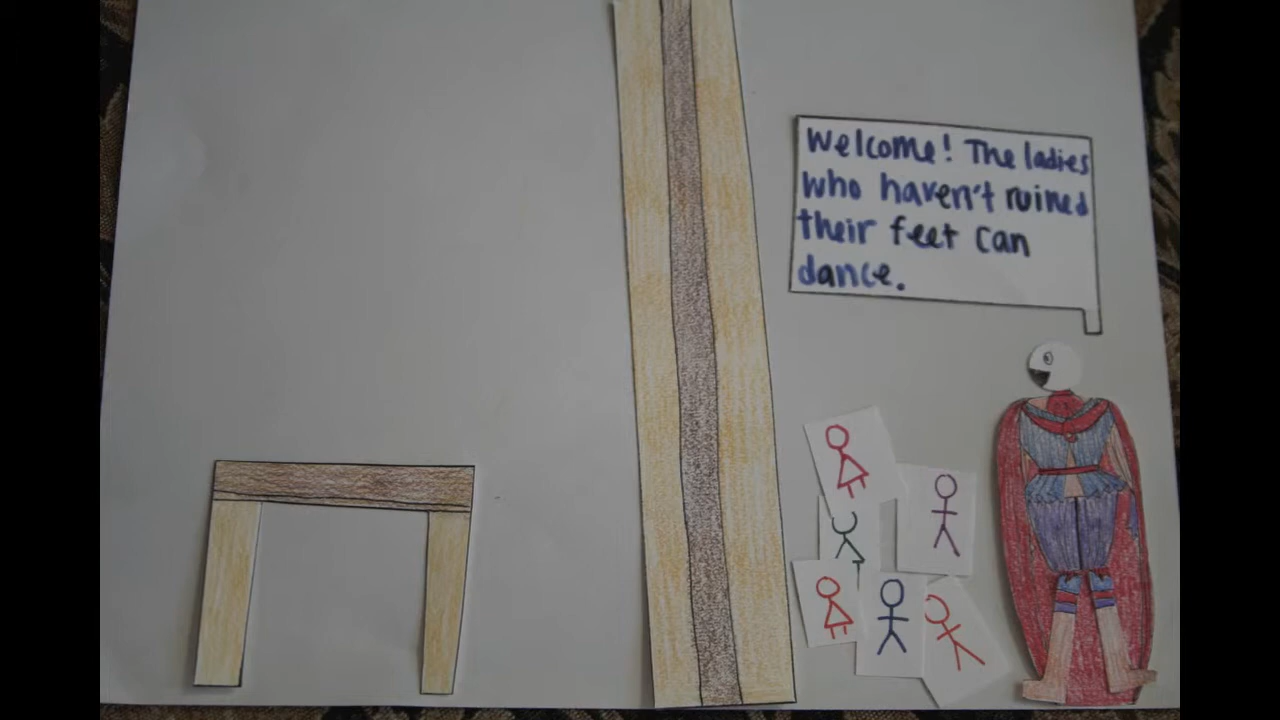 Welcome! The ladies
who haven't ruined
their feet can
dance.